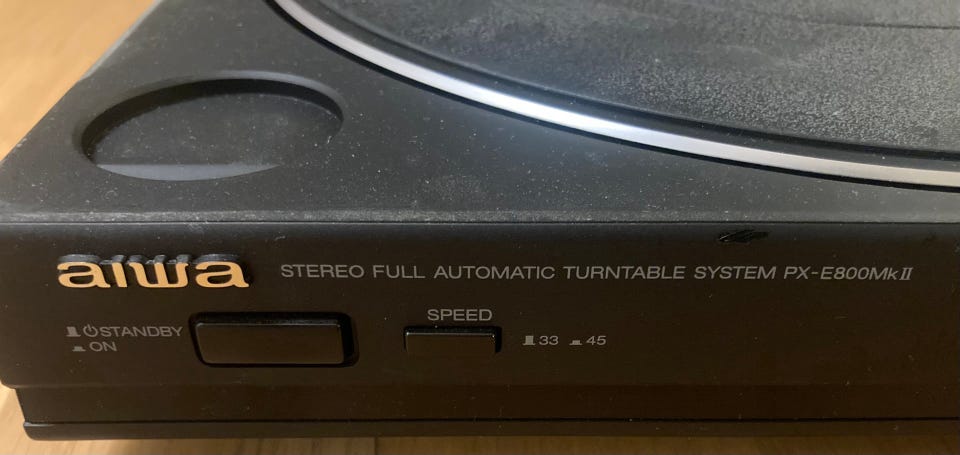 aiwa STEREO FULL AUTOMATIC TURNTABLE SYSTEM PX-E800MkII
STANDBY
ON
SPEED
33 45